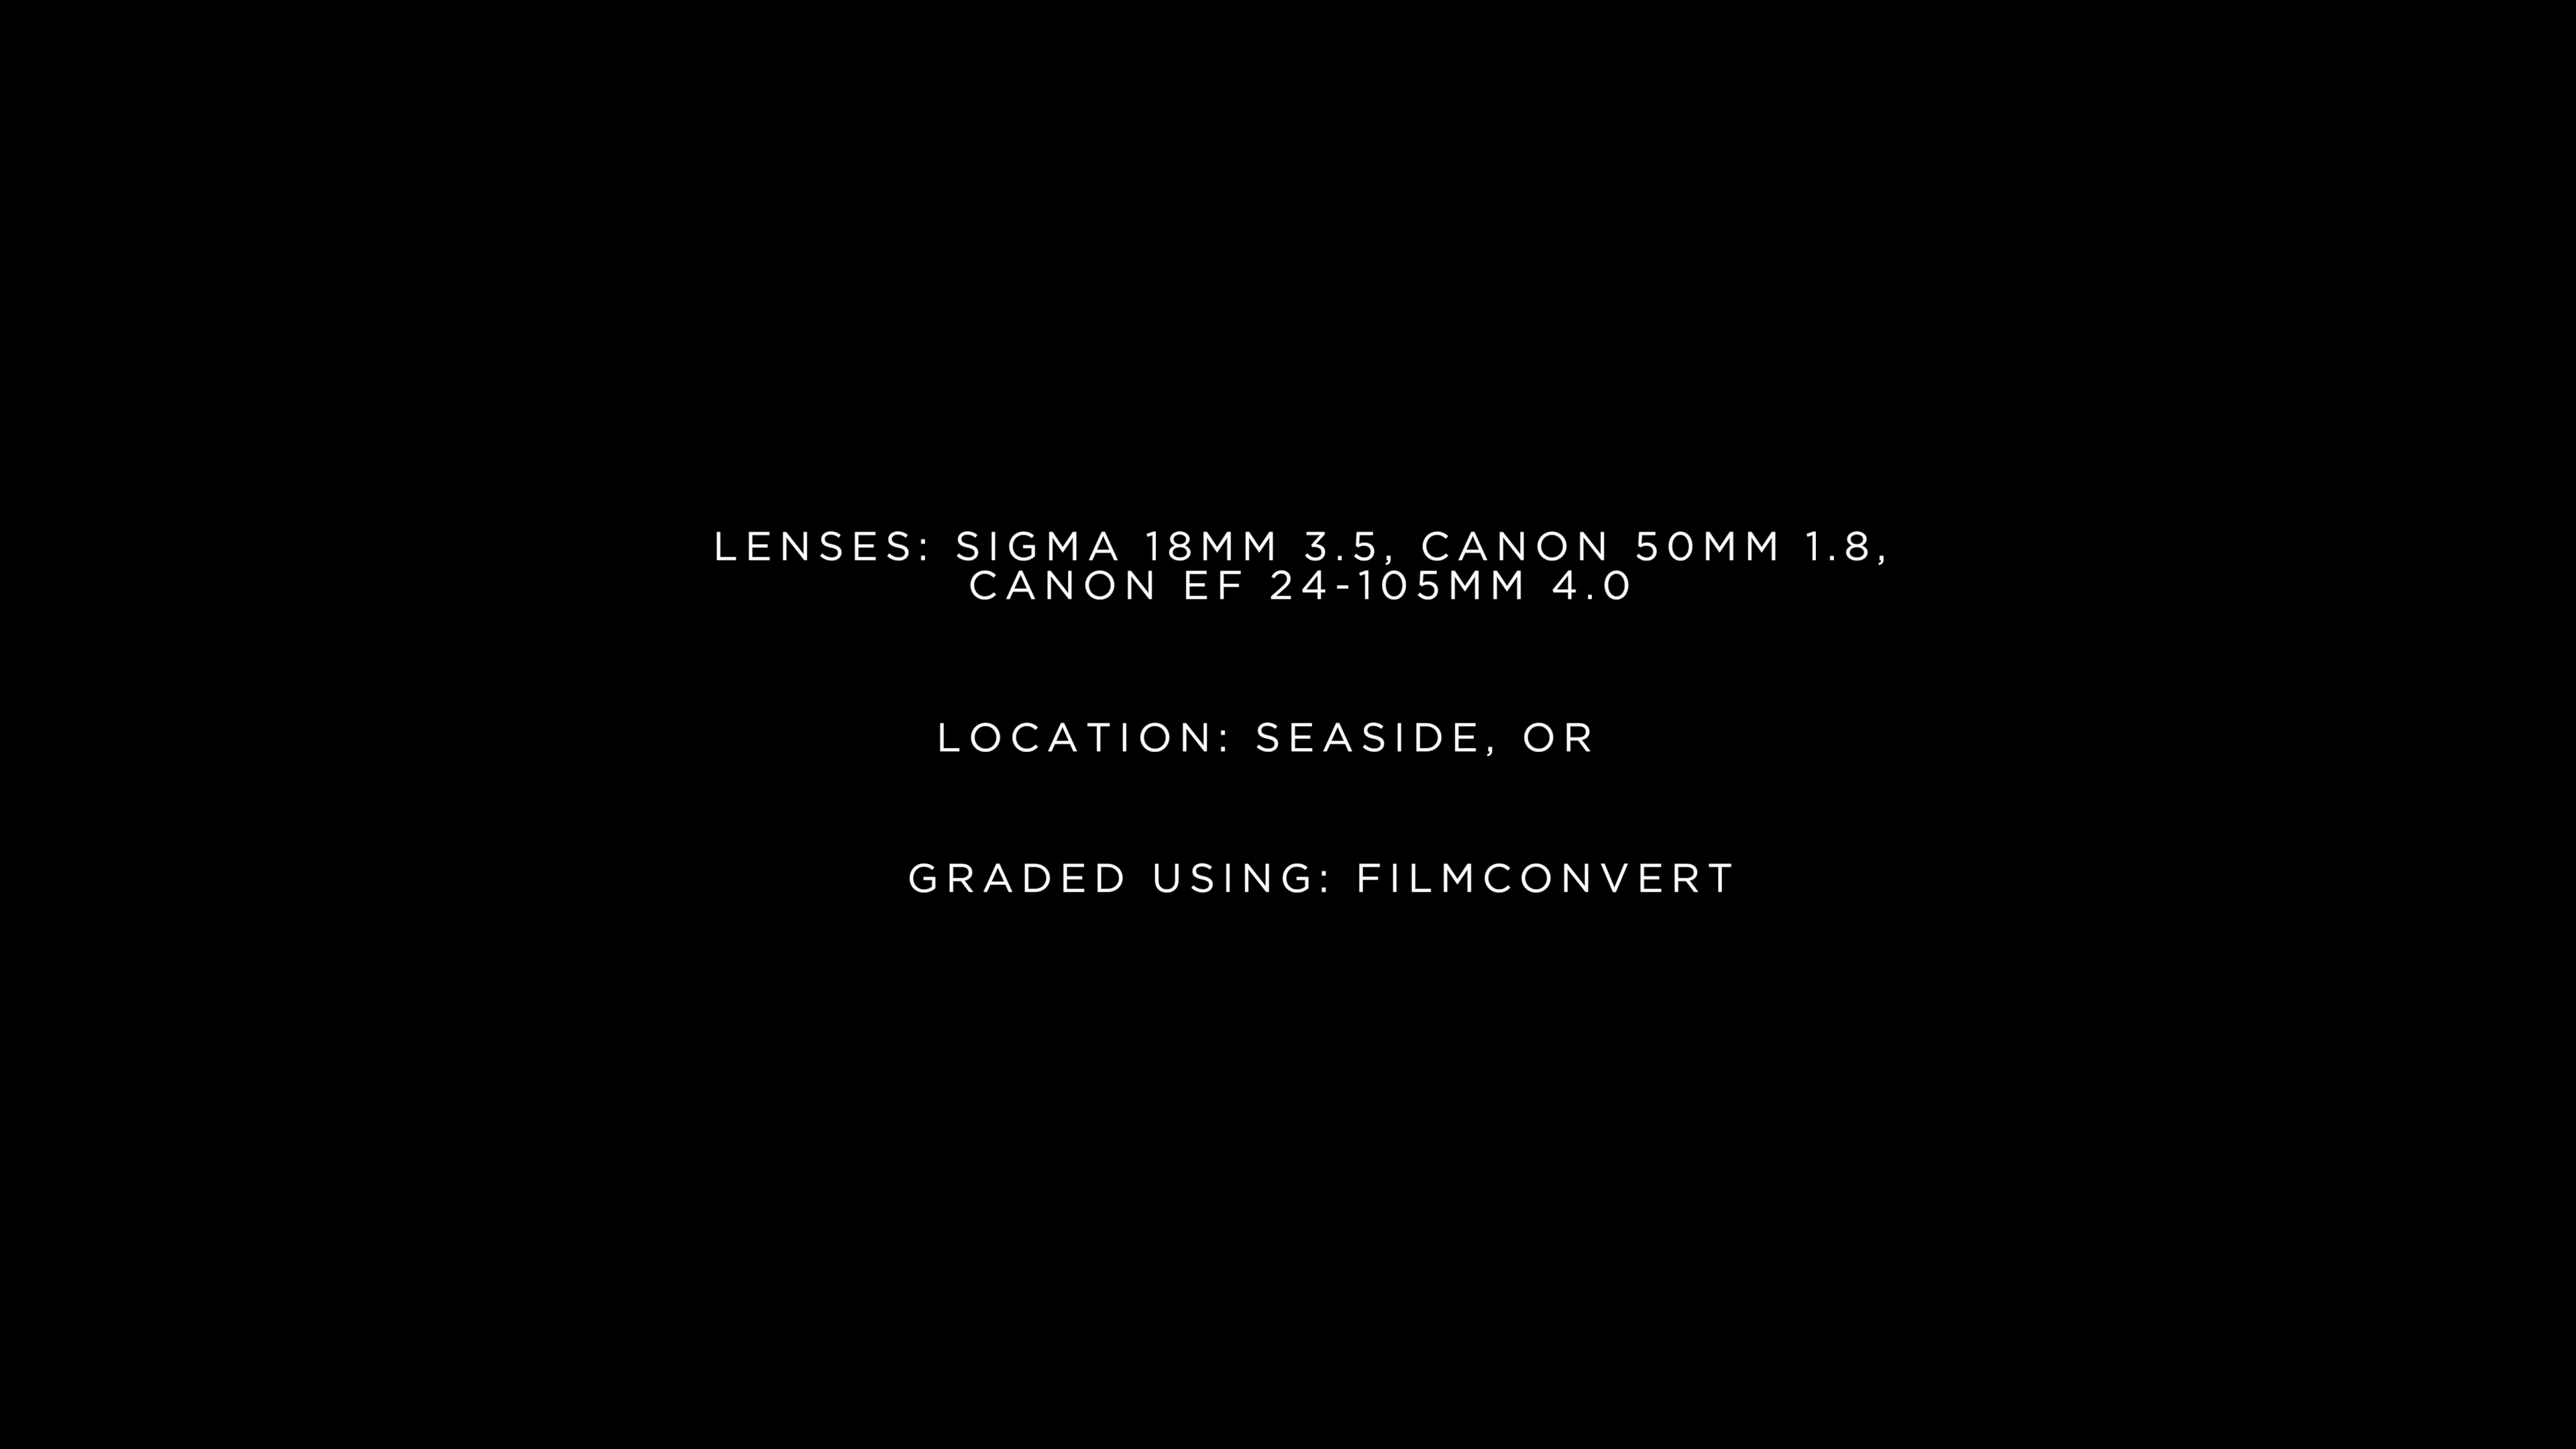 LENSES: SIGMA 18MM 3.5, CANON 50MM 1.8,
CANON EF 24-105MM 4.0
LOCATION: SEASIDE, OR
GRADED USING: FILMCONVERT